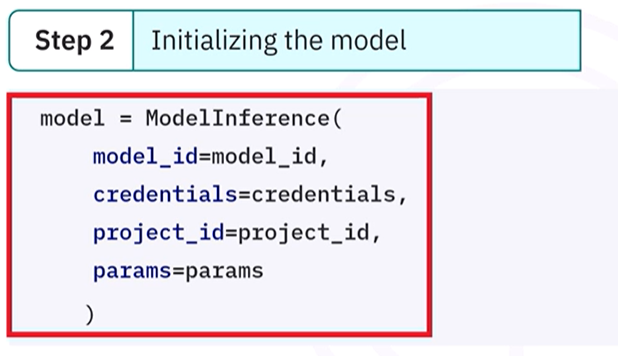 Step 2 Initializing the model
model = ModelInference(
model_id=model_id,
credentials=credentials,
project_id=project_id,
params=params
)